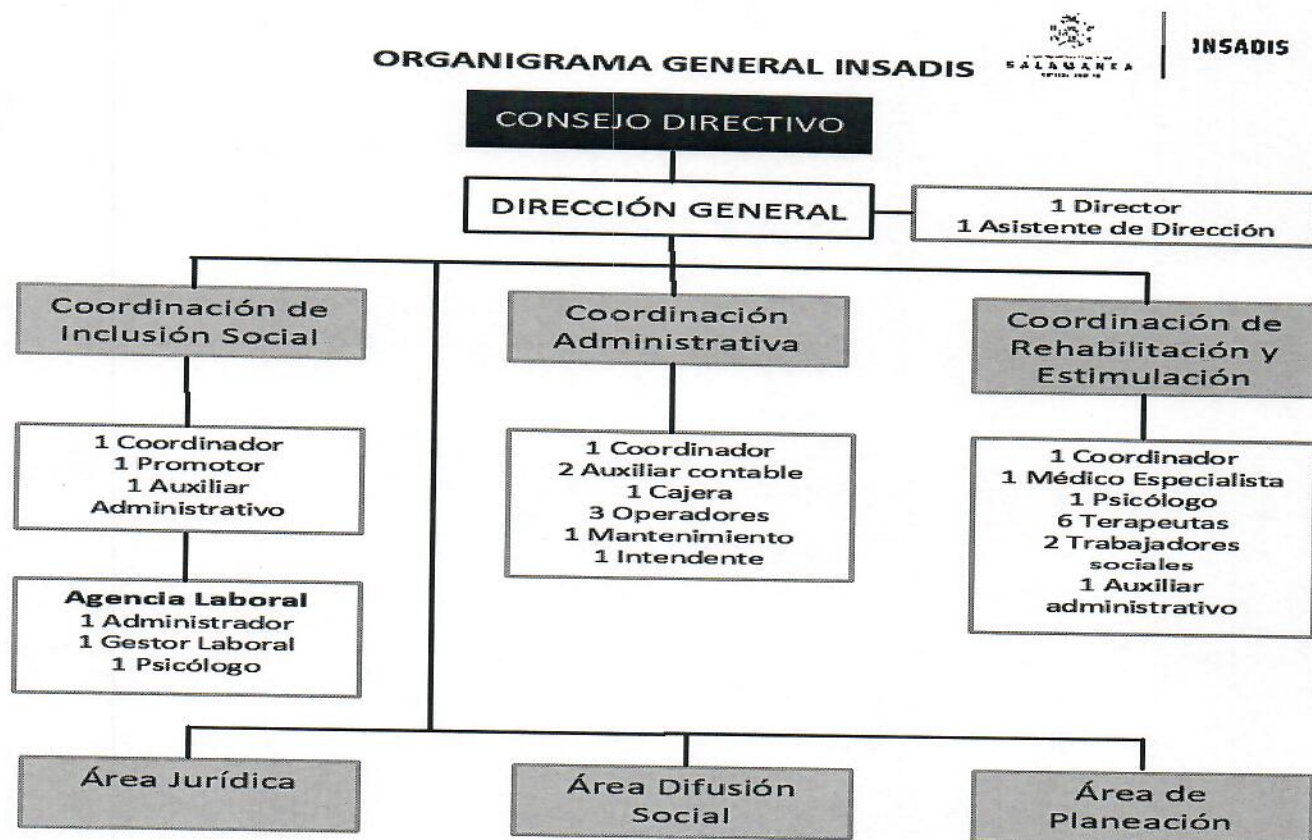 ORGANIGRAMA GENERAL INSADIS
SALAMANCA
INSADIS
CONSEJO DIRECTIVO
DIRECCIÓN GENERAL
1 Director
1 Asistente de Dirección
Coordinación de
Inclusión Social
Coordinación
Administrativa
Coordinación de
Rehabilitación y
Estimulación
1 Coordinador
1 Promotor
1 Auxiliar
Administrativo
1 Coordinador
2 Auxiliar contable
1 Cajera
3 Operadores
1 Mantenimiento
1 Intendente
1 Coordinador
1 Médico Especialista
1 Psicólogo
6 Terapeutas
2 Trabajadores
sociales
1 Auxiliar
administrativo
Agencia Laboral
1 Administrador
1 Gestor Laboral
1 Psicólogo
Área Jurídica
Área Difusión
Social
Área de
Planeación